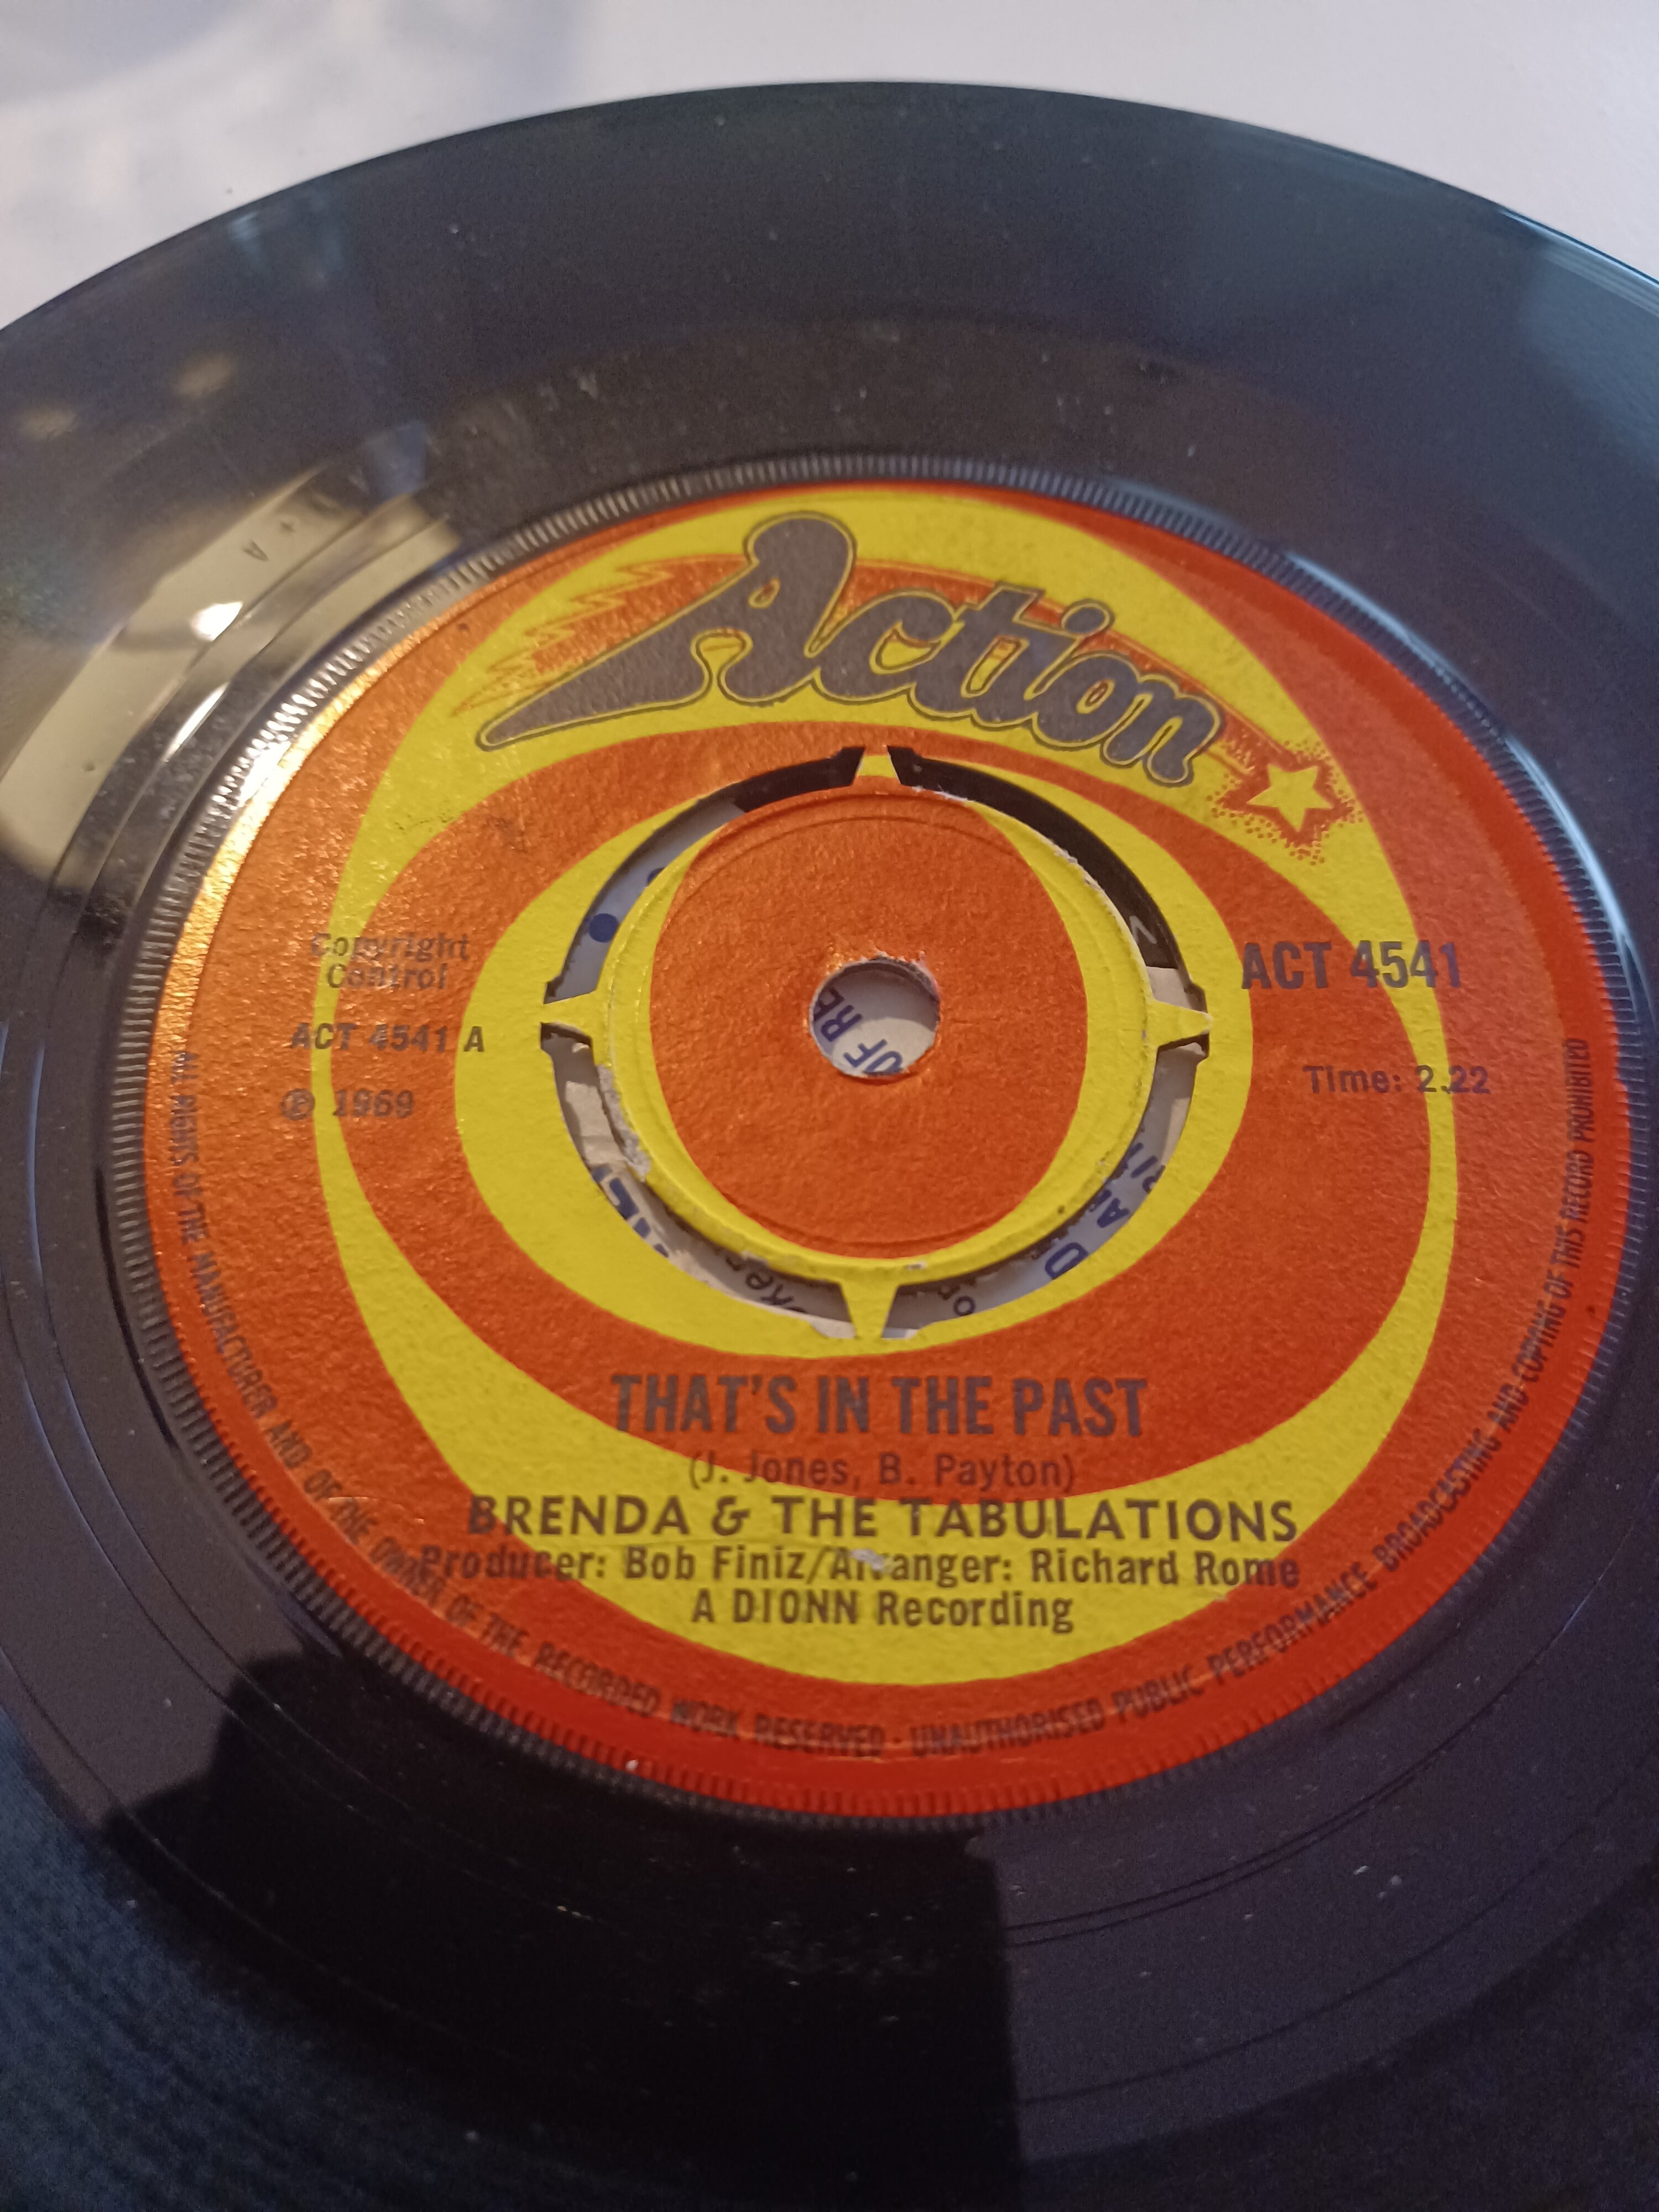 Action
Copyright
Control
ACT 4541 A
℗ 1969
ACT 4541
Time: 2.22
THAT'S IN THE PAST
(J. Jones, B. Payton)
BRENDA & THE TABULATIONS
Producer: Bob Finiz/Arranger: Richard Rome
A DIONN Recording
ALL RIGHTS OF THE MANUFACTURER AND OF THE OWNER OF THE RECORDED WORK RESERVED · UNAUTHORISED PUBLIC PERFORMANCE BROADCASTING AND COPYING OF THIS RECORD PROHIBITED
OF RE
A